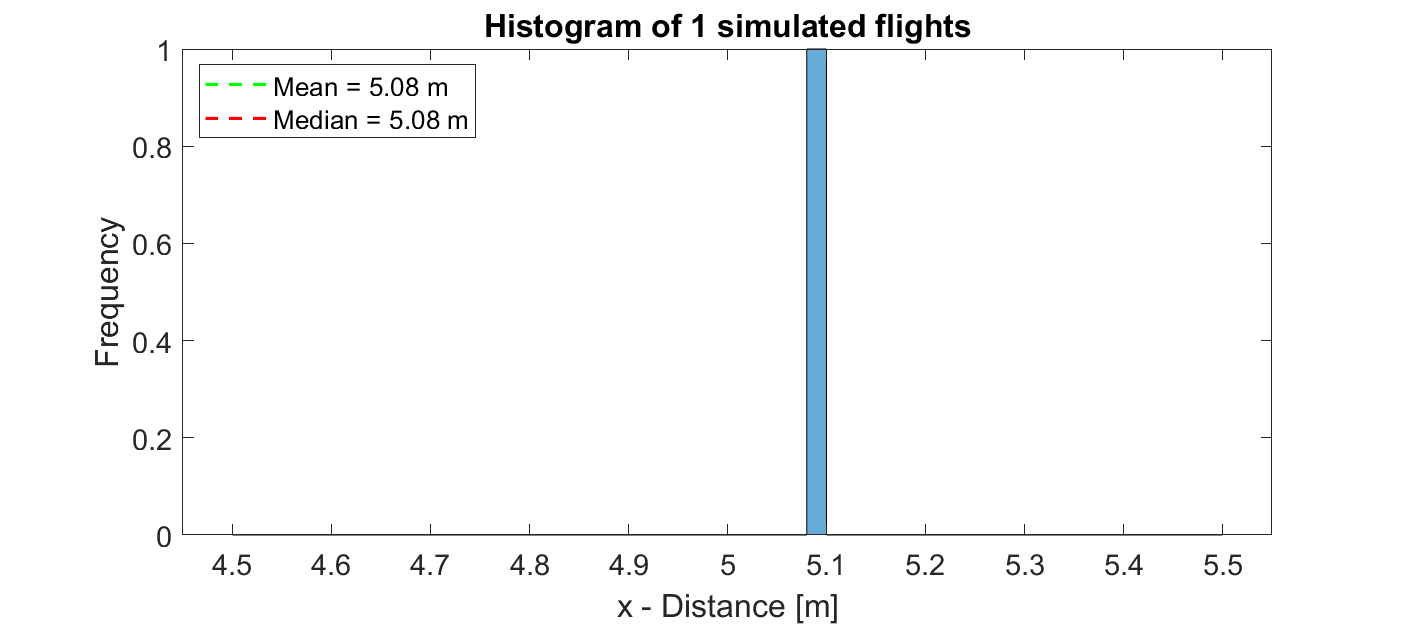 Histogram of 1 simulated flights
Mean = 5.08 m
Median = 5.08 m
Frequency
1
0.8
0.6
0.4
0.2
0
4.5 4.6 4.7 4.8 4.9 5 5.1 5.2 5.3 5.4 5.5
x - Distance [m]